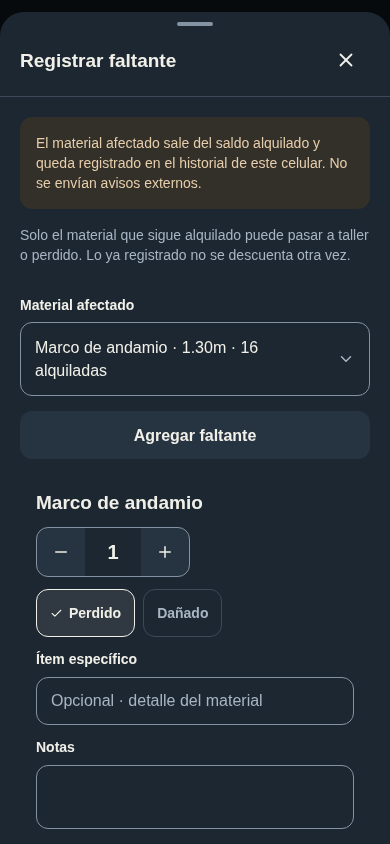 Registrar faltante
El material afectado sale del saldo alquilado y
queda registrado en el historial de este celular. No
se envían avisos externos.
Solo el material que sigue alquilado puede pasar a taller
o perdido. Lo ya registrado no se descuenta otra vez.
Material afectado
Marco de andamio · 1.30m · 16
alquiladas
Agregar faltante
Marco de andamio
− 1 +
Perdido Dañado
Ítem específico
Opcional · detalle del material
Notas